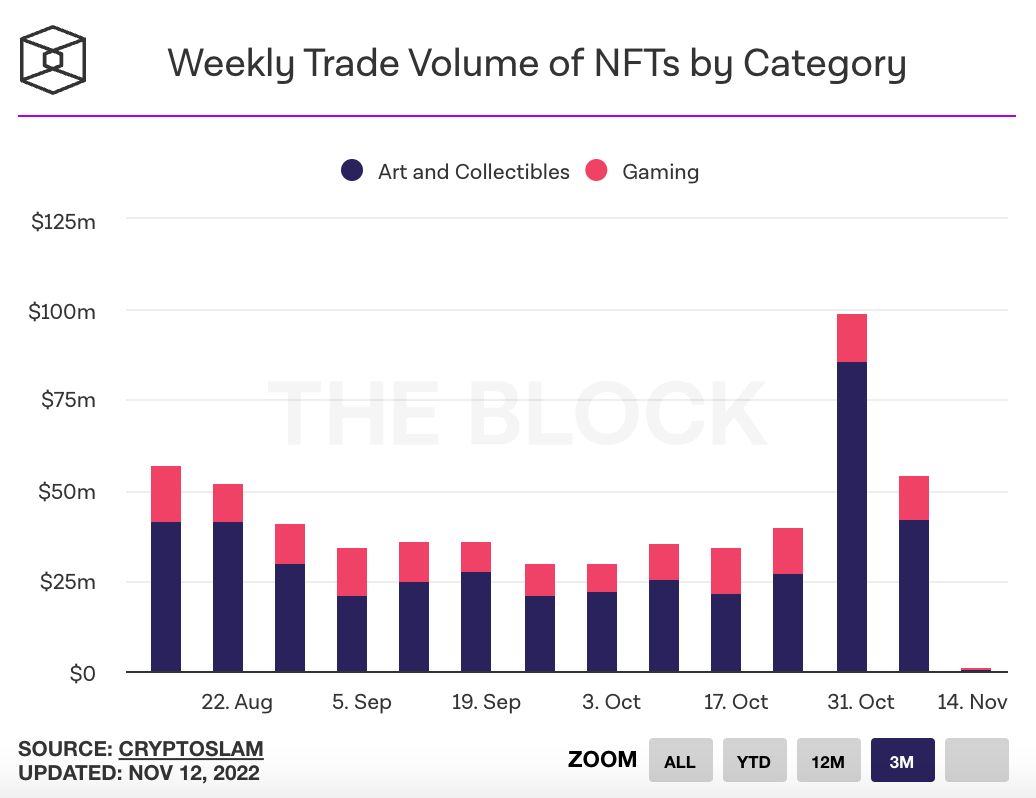 Weekly Trade Volume of NFTs by Category
Art and Collectibles Gaming
$125m
$100m
$75m
$50m
$25m
$0
THE BLOCK
22. Aug 5. Sep 19. Sep 3. Oct 17. Oct 31. Oct 14. Nov
SOURCE: CRYPTOSLAM
UPDATED: NOV 12, 2022
ZOOM ALL YTD 12M 3M